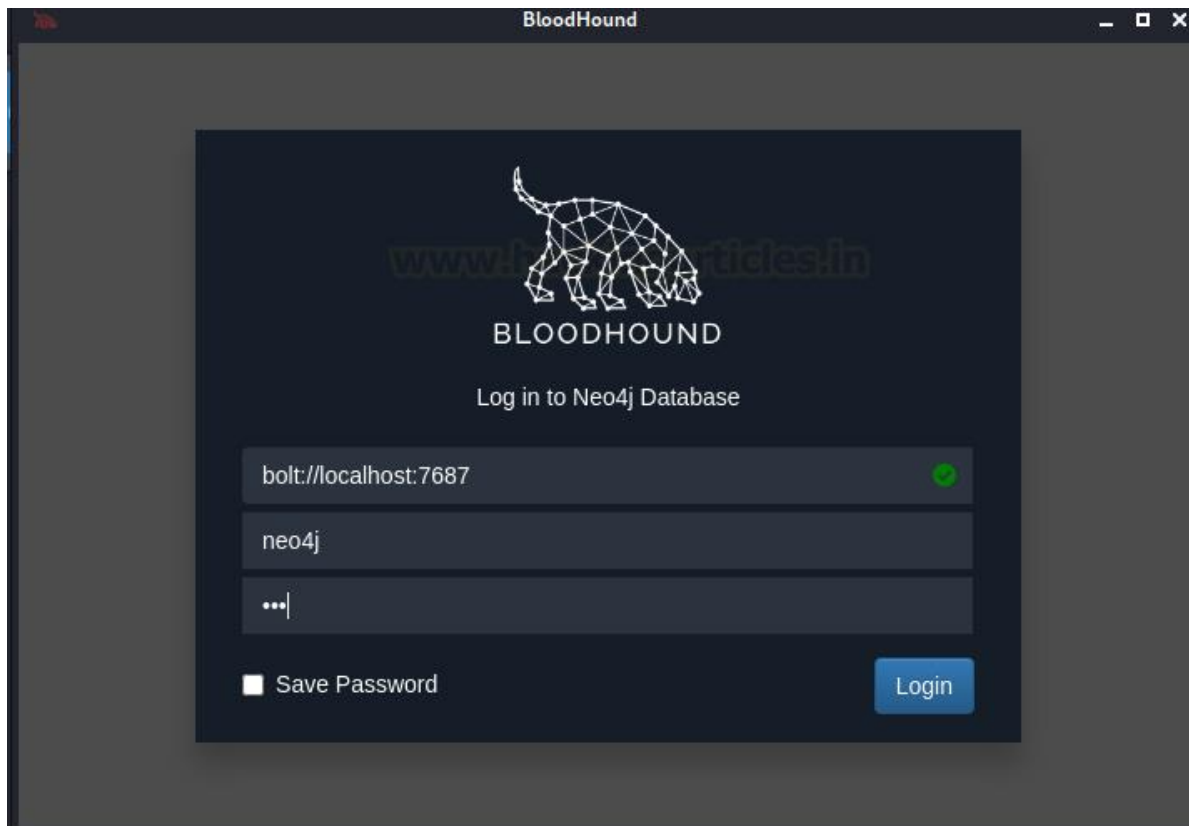 BloodHound
BLOODHOUND
Log in to Neo4j Database
bolt://localhost:7687
neo4j
•••
Save Password
Login